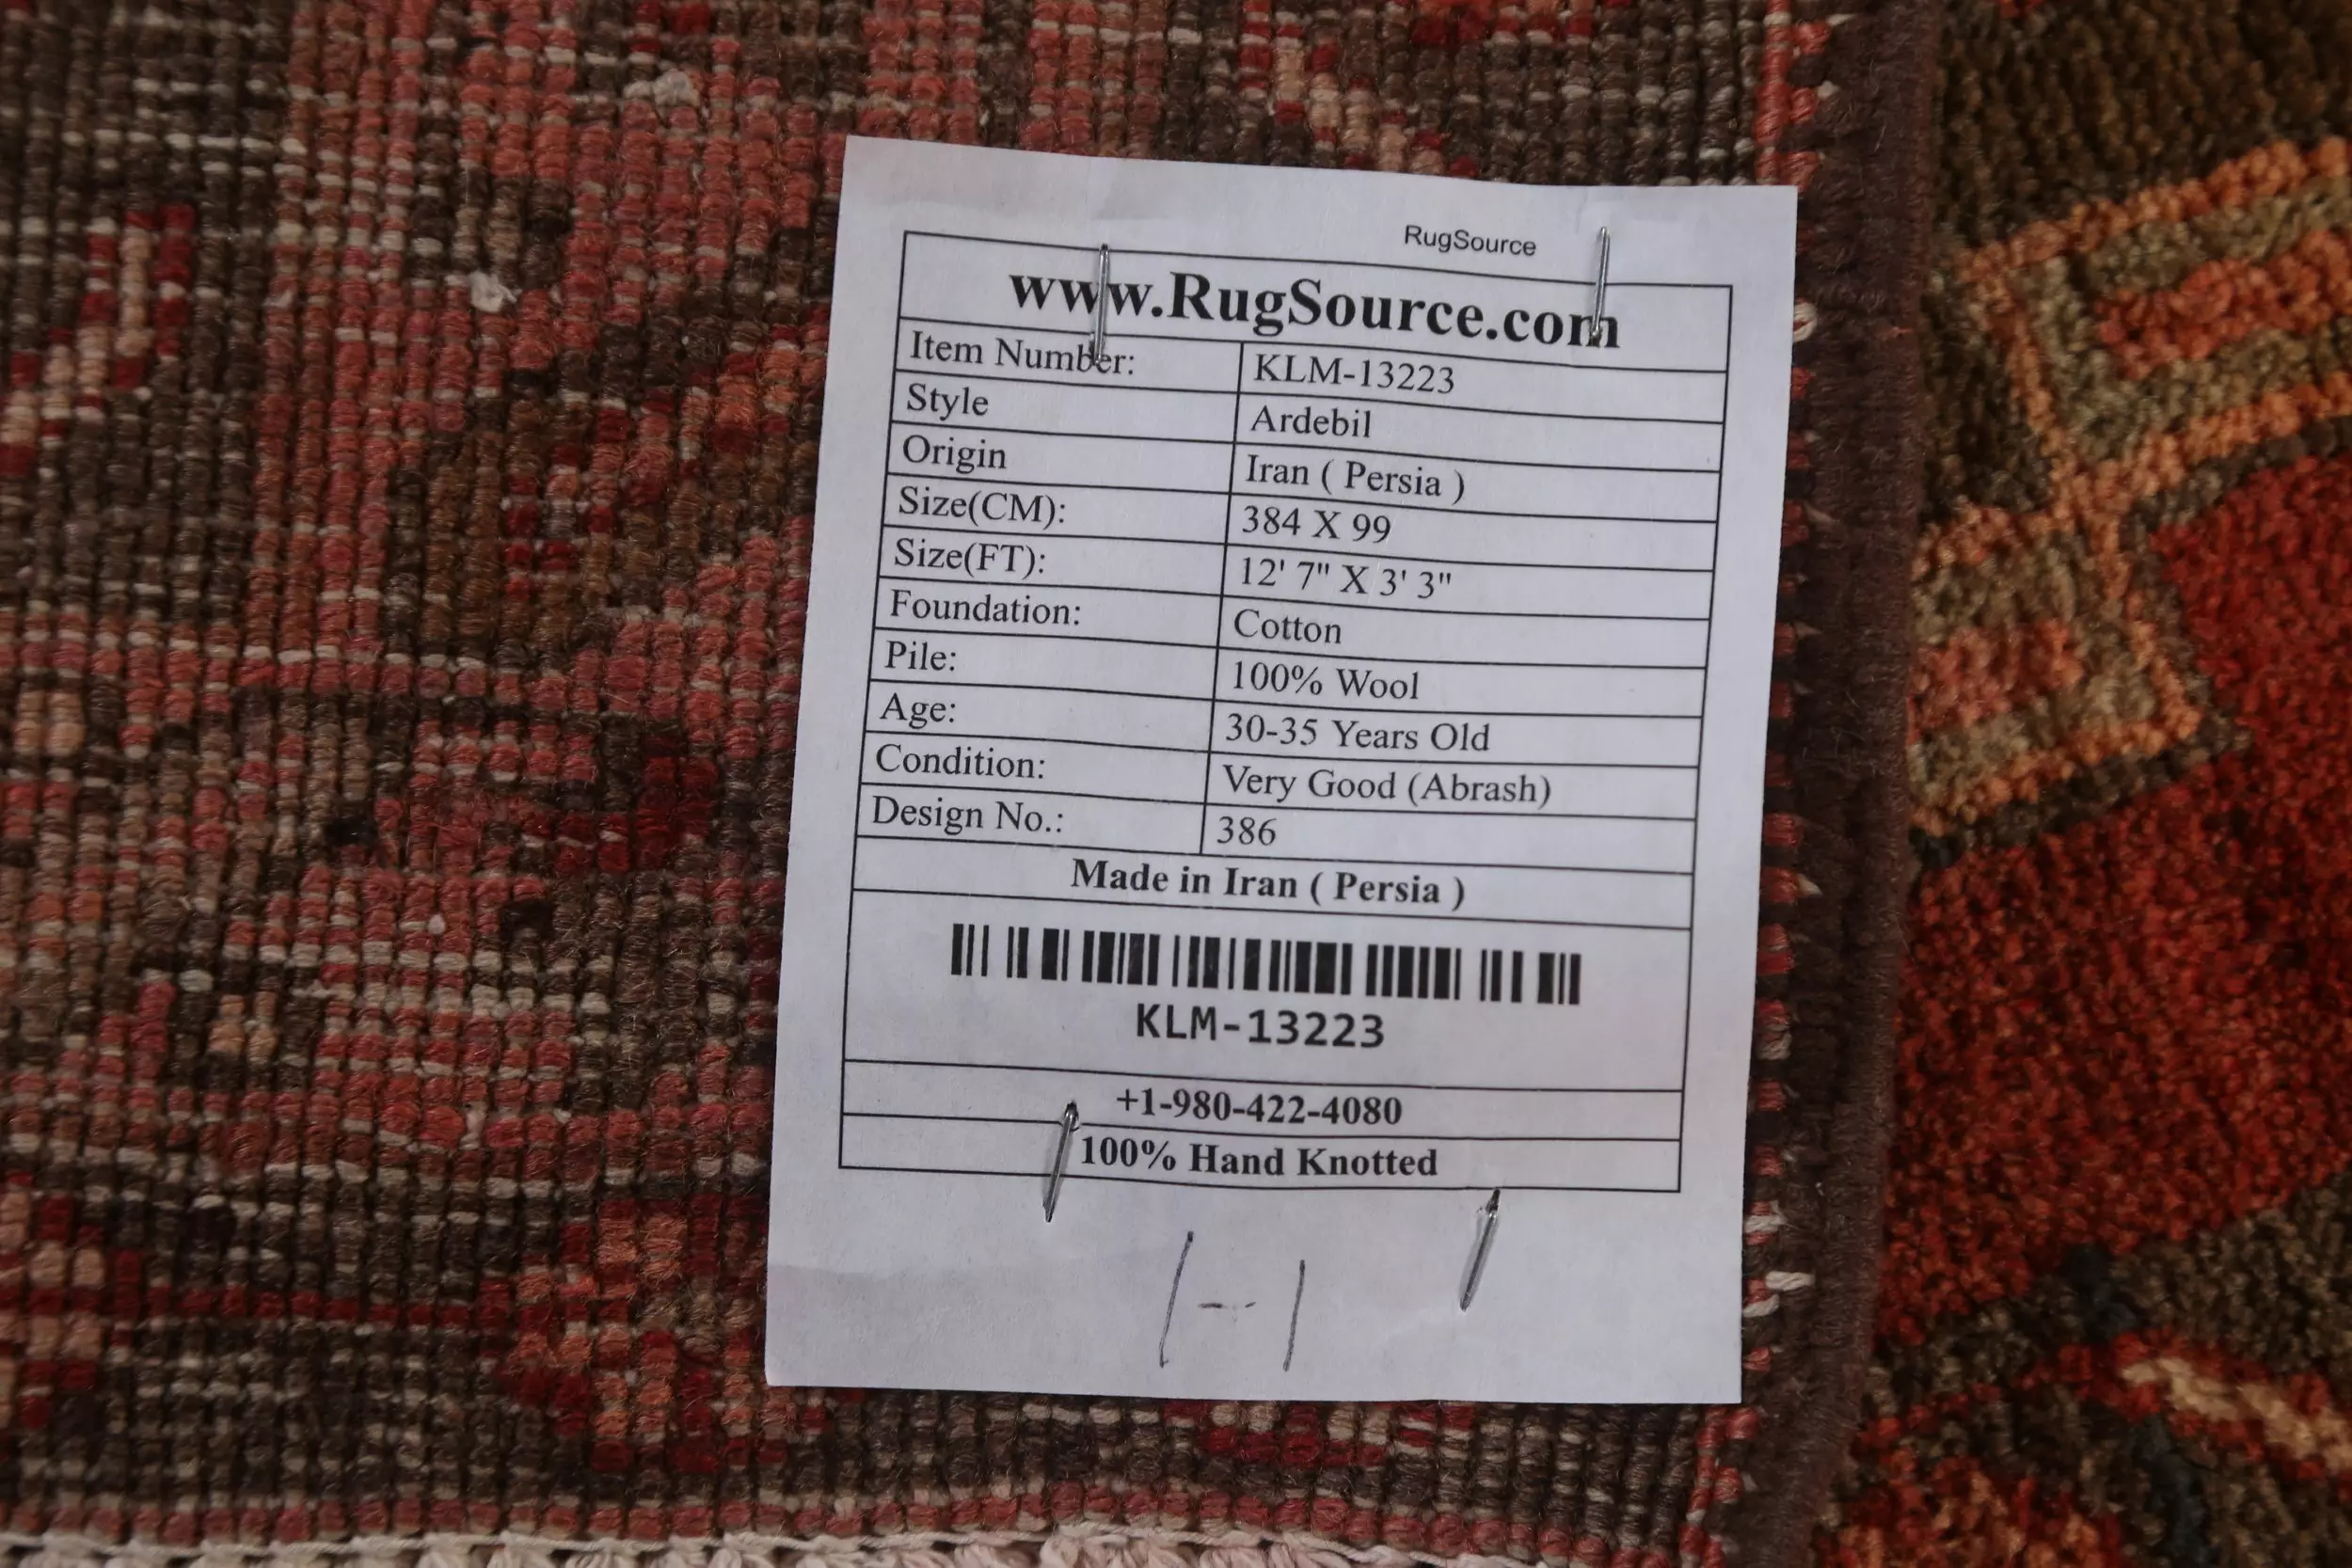 RugSource
www.RugSource.com
Item Number: KLM-13223
Style Ardebil
Origin Iran ( Persia )
Size(CM): 384 X 99
Size(FT): 12' 7" X 3' 3"
Foundation: Cotton
Pile: 100% Wool
Age: 30-35 Years Old
Condition: Very Good (Abrash)
Design No.: 386
Made in Iran ( Persia )
KLM-13223
+1-980-422-4080
100% Hand Knotted
1-1